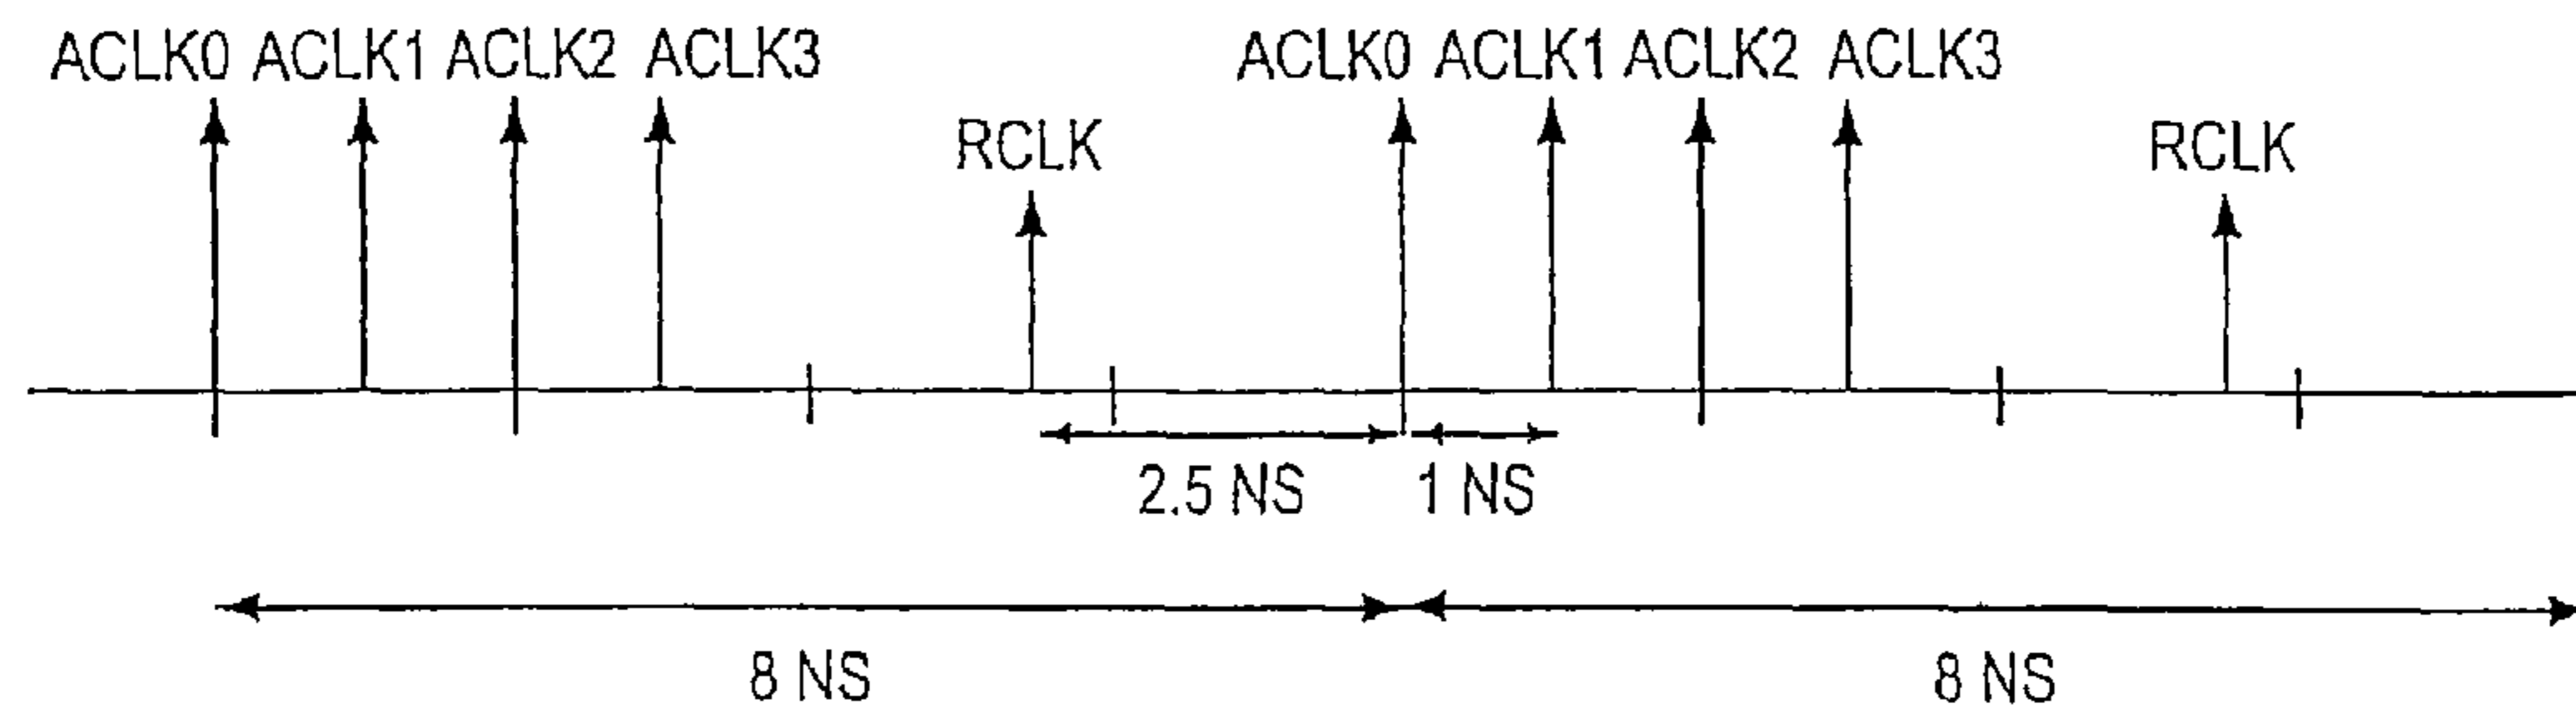 ACLK0 ACLK1 ACLK2 ACLK3 ACLK0 ACLK1 ACLK2 ACLK3
RCLK RCLK
2.5 NS 1 NS
8 NS 8 NS